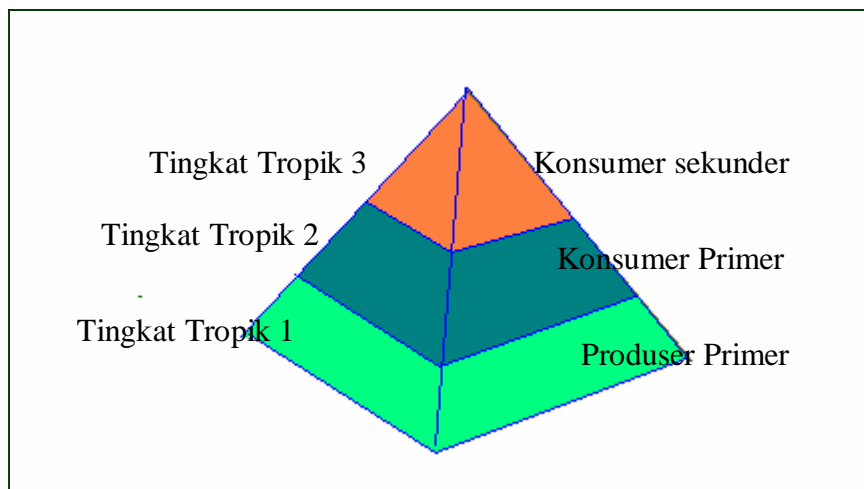 Tingkat Tropik 3
Konsumer sekunder
Tingkat Tropik 2
Konsumer Primer
Tingkat Tropik 1
Produser Primer